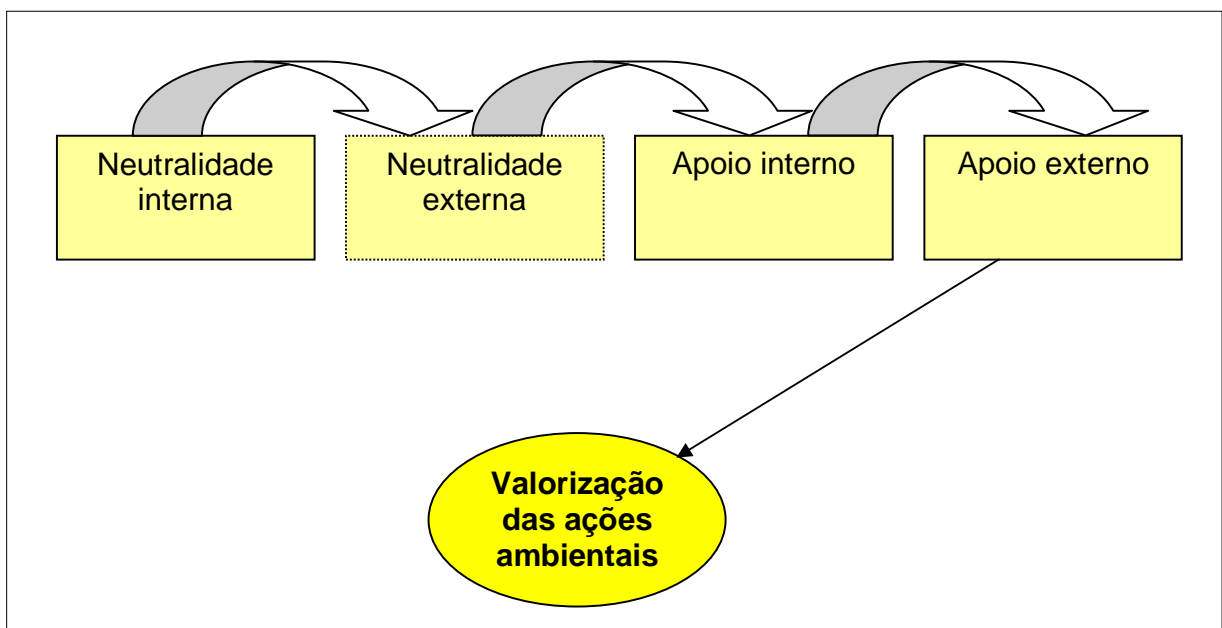 Neutralidade
interna
Neutralidade
externa
Apoio interno
Apoio externo
Valorização
das ações
ambientais